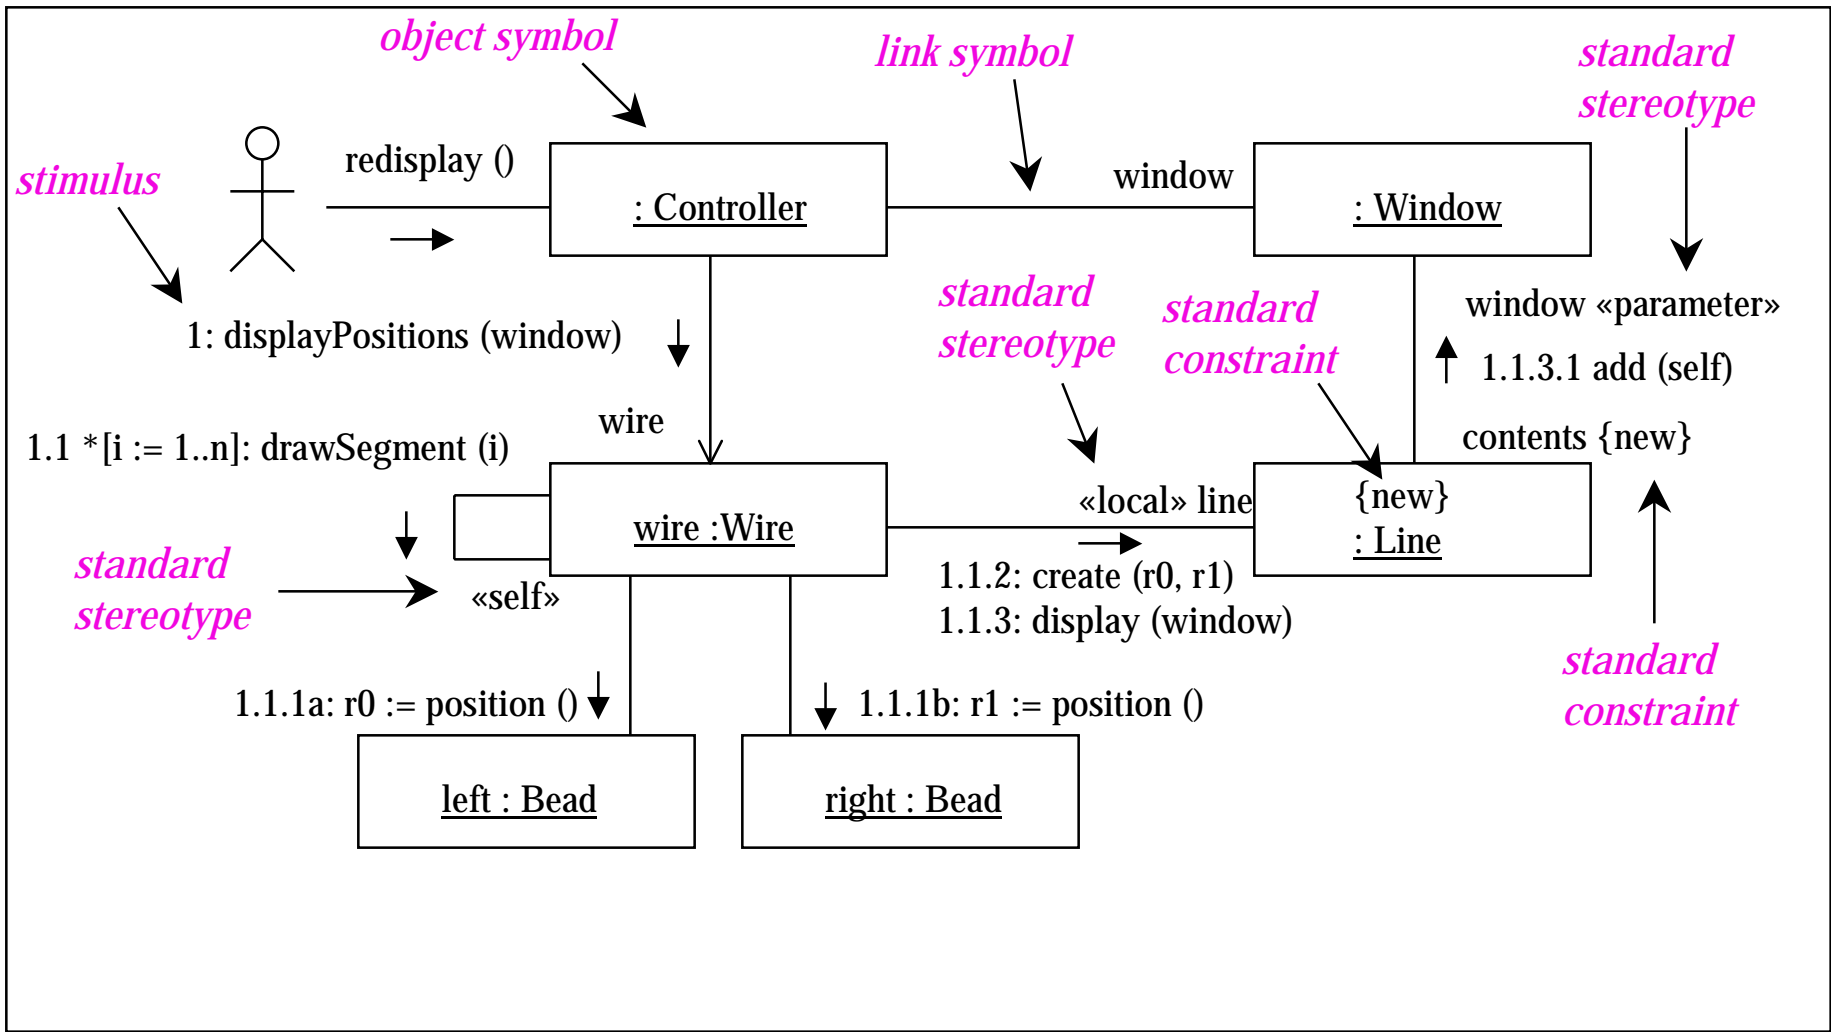 object symbol
link symbol
standard
stereotype
stimulus
redisplay ()
: Controller
window
: Window
1: displayPositions (window)
standard
stereotype
standard
constraint
window «parameter»
1.1.3.1 add (self)
wire
1.1 *[i := 1..n]: drawSegment (i)
contents {new}
wire :Wire
«local» line
{new}
: Line
standard
stereotype
«self»
1.1.2: create (r0, r1)
1.1.3: display (window)
standard
constraint
1.1.1a: r0 := position ()
1.1.1b: r1 := position ()
left : Bead
right : Bead